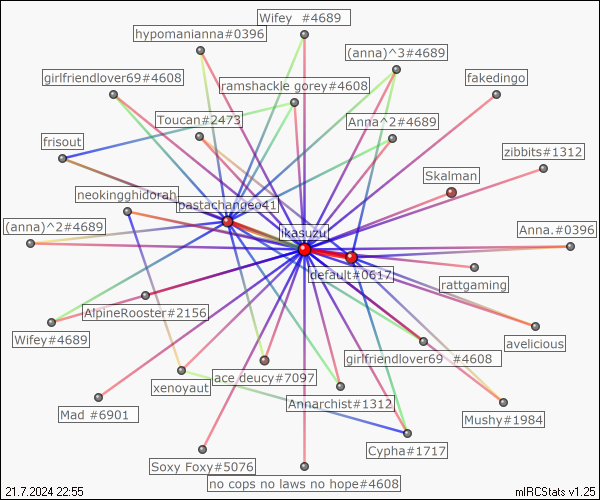 Wifey  #4689
hypomanianna#0396
(anna)^3#4689
girlfriendlover69#4608
ramshackle gorey#4608
fakedingo
Toucan#2473
Anna^2#4689
frisout
zibbits#1312
Skalman
neokingghidorah
pastachangeo41
(anna)^2#4689
ikasuzu
Anna.#0396
default#0617
rattgaming
AlpineRooster#2156
Wifey#4689
avelicious
girlfriendlover69  #4608
xenoyaut
ace deucy#7097
Annarchist#1312
Mad #6901
Mushy#1984
Cypha#1717
Soxy Foxy#5076
no cops no laws no hope#4608
21.7.2024 22:55
mIRCStats v1.25